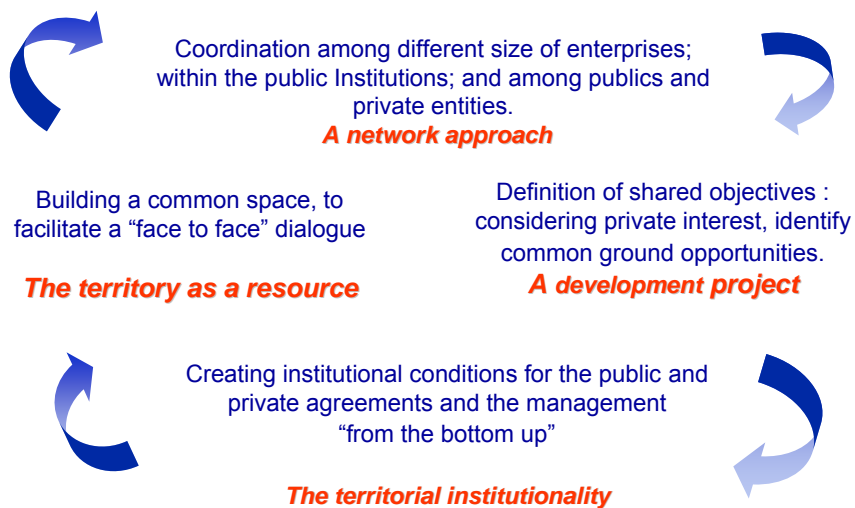 Coordination among different size of enterprises;
within the public Institutions; and among publics and
private entities.
A network approach
Building a common space, to
facilitate a “face to face” dialogue
The territory as a resource
Definition of shared objectives :
considering private interest, identify
common ground opportunities.
A development project
Creating institutional conditions for the public and
private agreements and the management
“from the bottom up”
The territorial institutionality